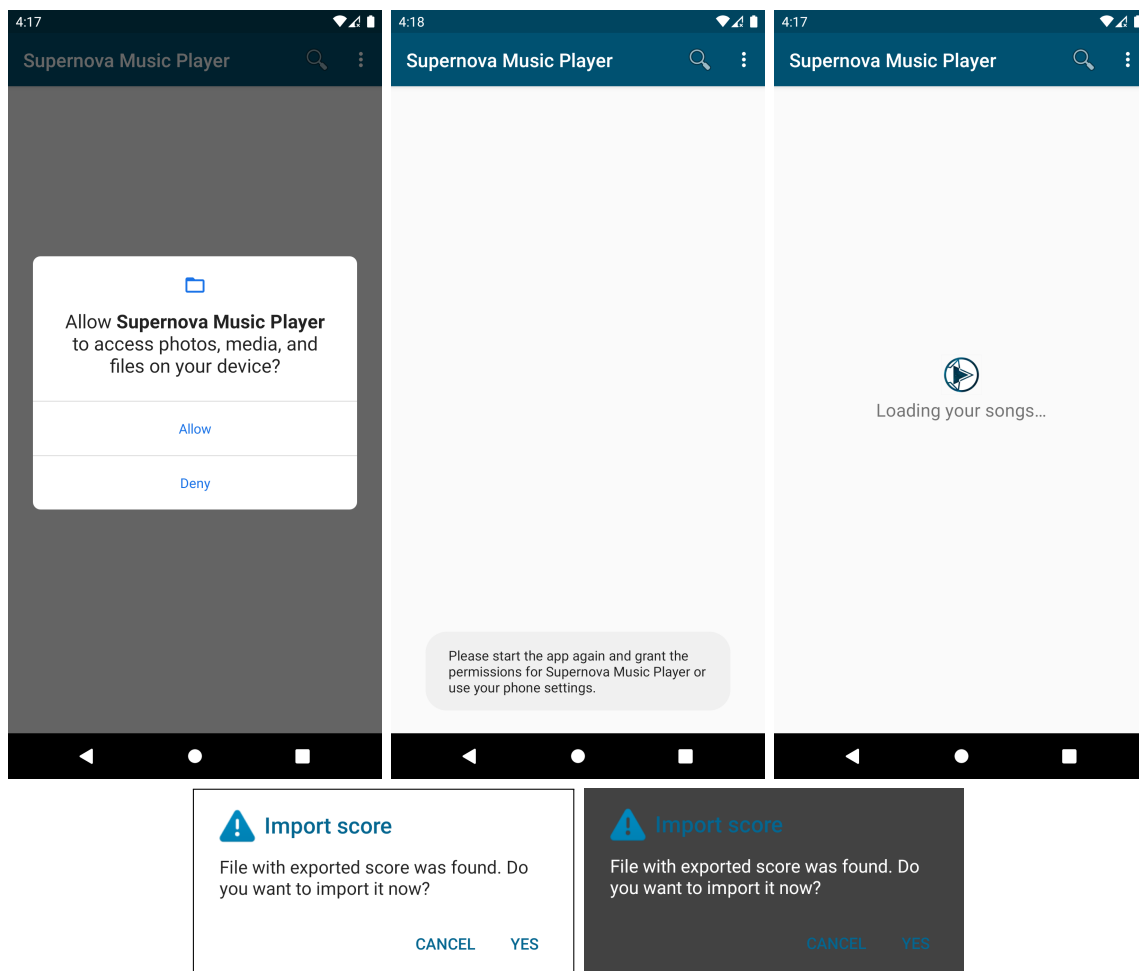 4:17
Supernova Music Player
Allow Supernova Music Player
to access photos, media, and
files on your device?
Allow
Deny
4:18
Supernova Music Player
Please start the app again and grant the
permissions for Supernova Music Player or
use your phone settings.
4:17
Supernova Music Player
Loading your songs...
Import score
File with exported score was found. Do
you want to import it now?
CANCEL YES
Import score
File with exported score was found. Do
you want to import it now?
CANCEL YES